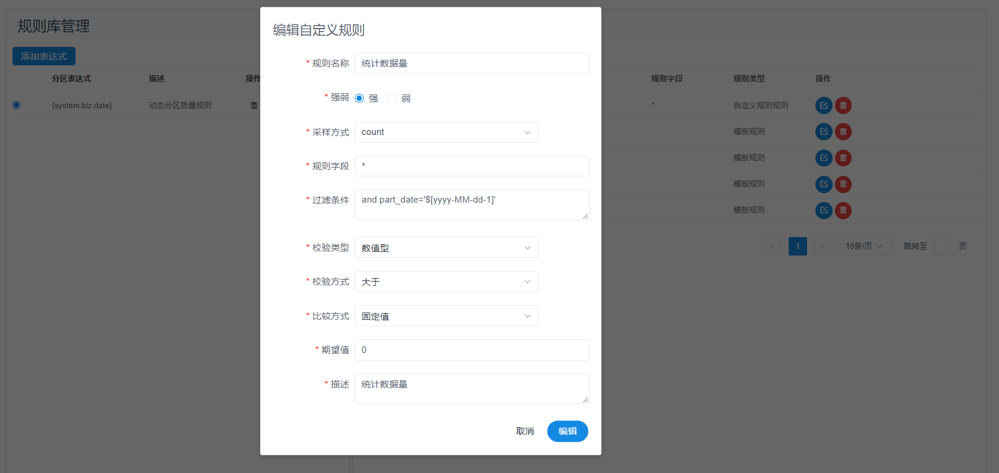 规则库管理
添加表达式
分区表达式 描述 操作
{system.biz.date} 动态分区质量规则
编辑自定义规则
* 规则名称 统计数据量
* 强弱 强 弱
* 采样方式 count
* 规则字段 *
* 过滤条件 and part_date='$[yyyy-MM-dd-1]'
* 校验类型 数值型
* 校验方式 大于
* 比较方式 固定值
* 期望值 0
* 描述 统计数据量
取消 编辑
规则字段 规则类型 操作
* 自定义规则规则
模板规则
模板规则
模板规则
模板规则
1 10条/页 跳转至 页